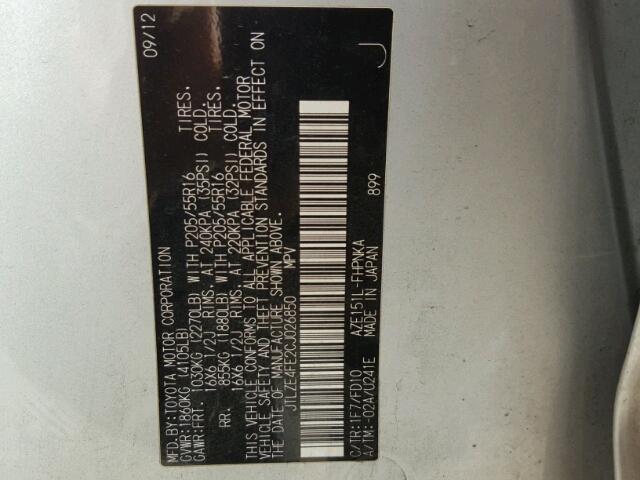 MFD.BY:TOYOTA MOTOR CORPORATION 09/12
GVWR:1860KG (4105LB)
GAWR:FRT. 1030KG (2270LB) WITH P205/55R16 TIRES.
16X6 1/2J RIMS, AT 240KPA (35PSI) COLD.
RR. 855KG (1880LB) WITH P205/55R16 TIRES.
16X6 1/2J RIMS, AT 220KPA (32PSI) COLD.
THIS VEHICLE CONFORMS TO ALL APPLICABLE FEDERAL MOTOR
VEHICLE SAFETY AND THEFT PREVENTION STANDARDS IN EFFECT ON
THE DATE OF MANUFACTURE SHOWN ABOVE.
JTLZE4FE2CJ026850 MPV
C/TR:1F7/FD10 AZE151L-FHPNKA 899
A/TM:-02A/U241E MADE IN JAPAN
J